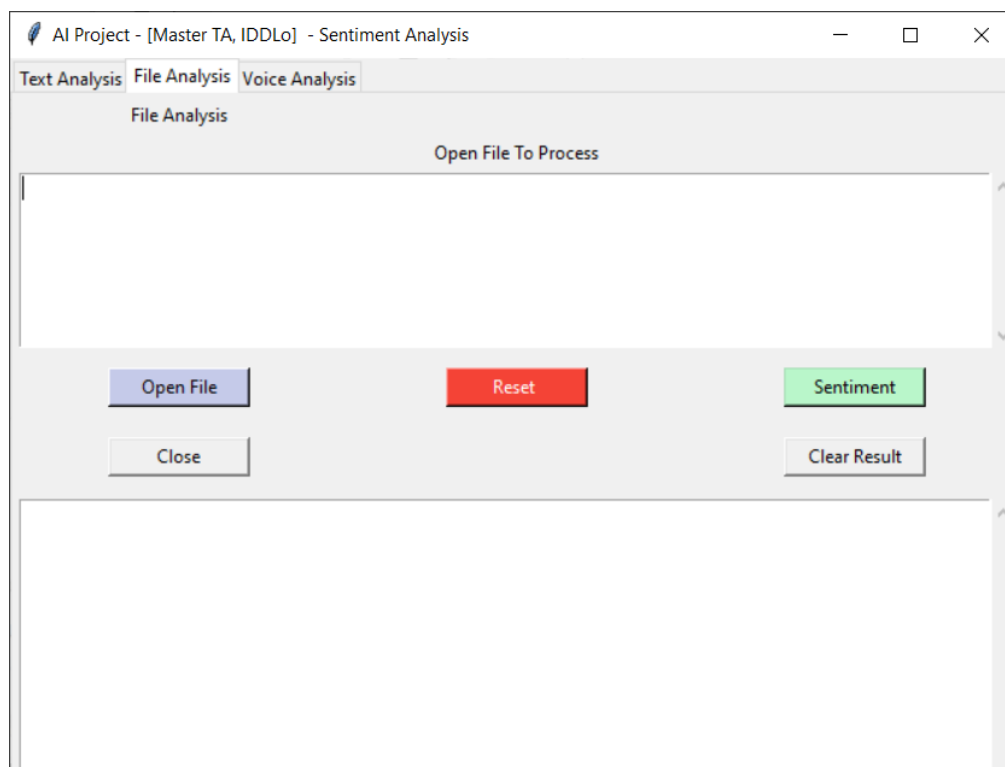 AI Project - [Master TA, IDDLo]  - Sentiment Analysis
Text Analysis File Analysis Voice Analysis
File Analysis
Open File To Process
Open File Reset Sentiment
Close Clear Result